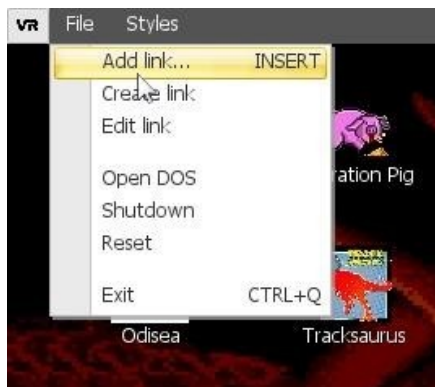 VR File Styles
Add link... INSERT
Create link
Edit link
ration Pig
Open DOS
Shutdown
Reset
Exit CTRL+Q
Odisea Tracksaurus